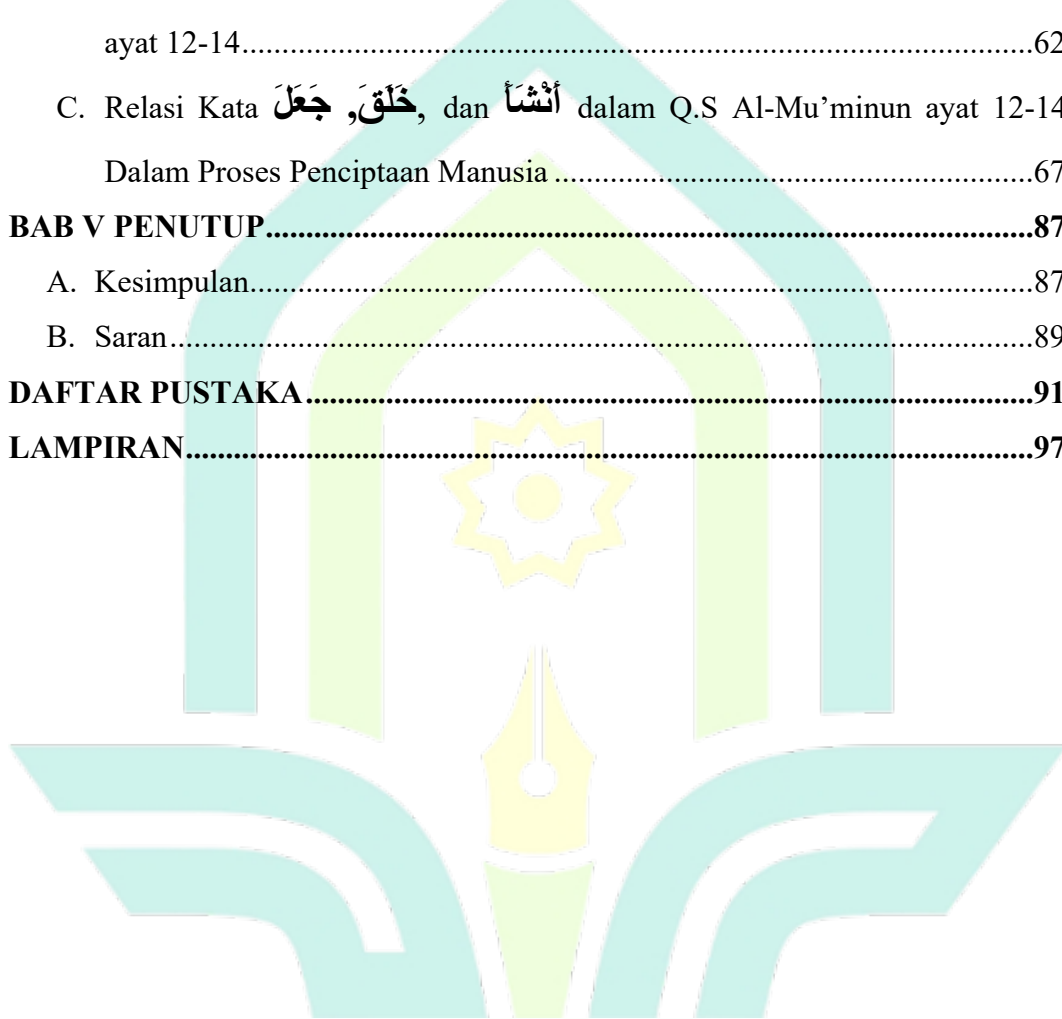 ayat 12-14....................................................................................................62
C. Relasi Kata خَلَقَ, جَعَلَ, dan أَنْشَأَ dalam Q.S Al-Mu’minun ayat 12-14
Dalam Proses Penciptaan Manusia............................................................67
BAB V PENUTUP................................................................................................87
A. Kesimpulan..................................................................................................87
B. Saran............................................................................................................89
DAFTAR PUSTAKA...........................................................................................91
LAMPIRAN..........................................................................................................97